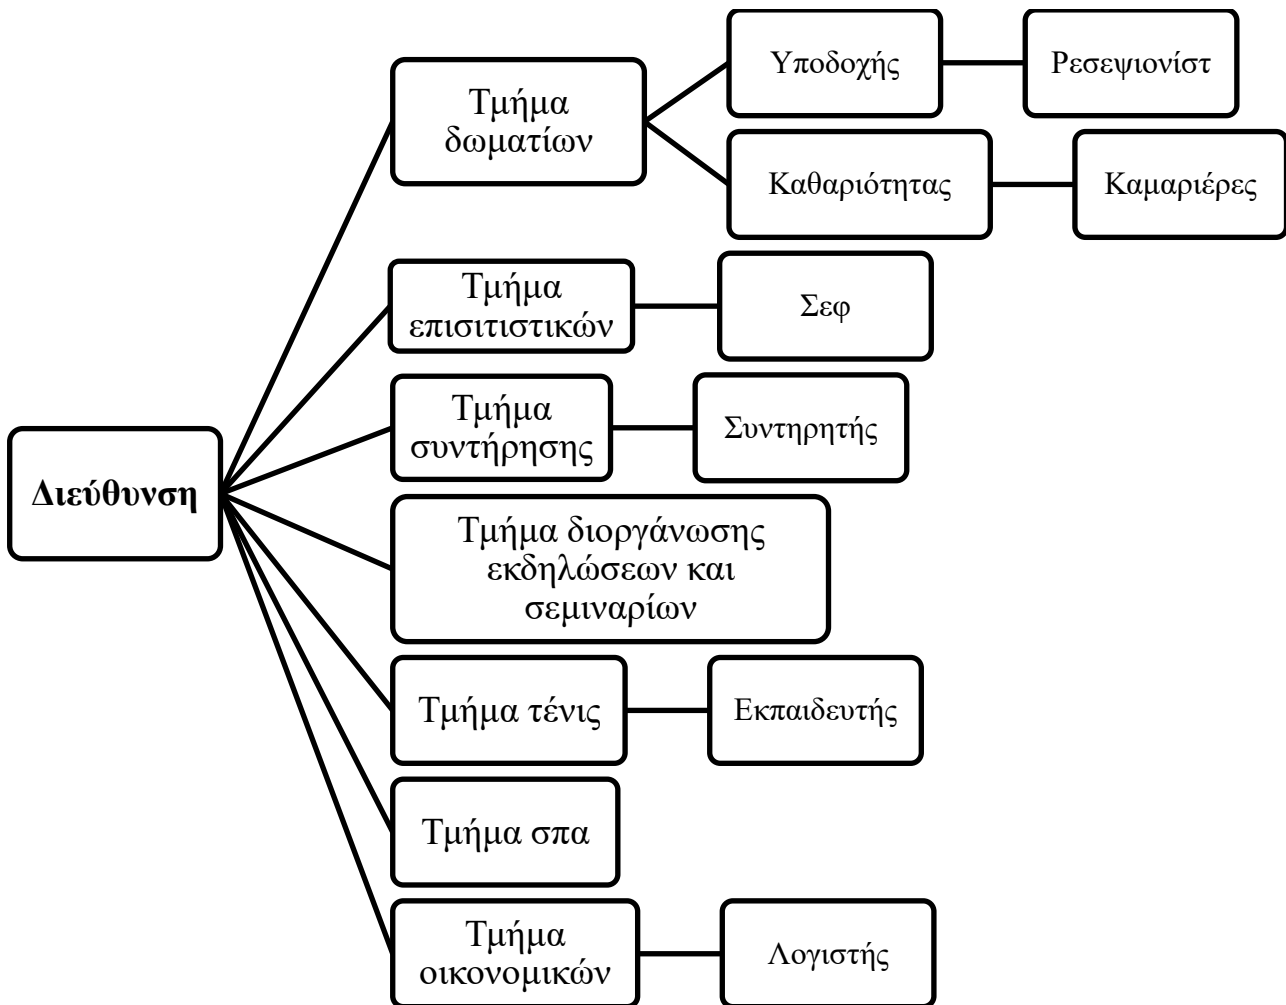 Υποδοχής
Ρεσεψιονίστ
Τμήμα
δωματίων
Καθαριότητας
Καμαριέρες
Τμήμα
επισιτιστικών
Σεφ
Τμήμα
συντήρησης
Συντηρητής
Διεύθυνση
Τμήμα διοργάνωσης
εκδηλώσεων και
σεμιναρίων
Τμήμα τένις
Εκπαιδευτής
Τμήμα σπα
Τμήμα
οικονομικών
Λογιστής